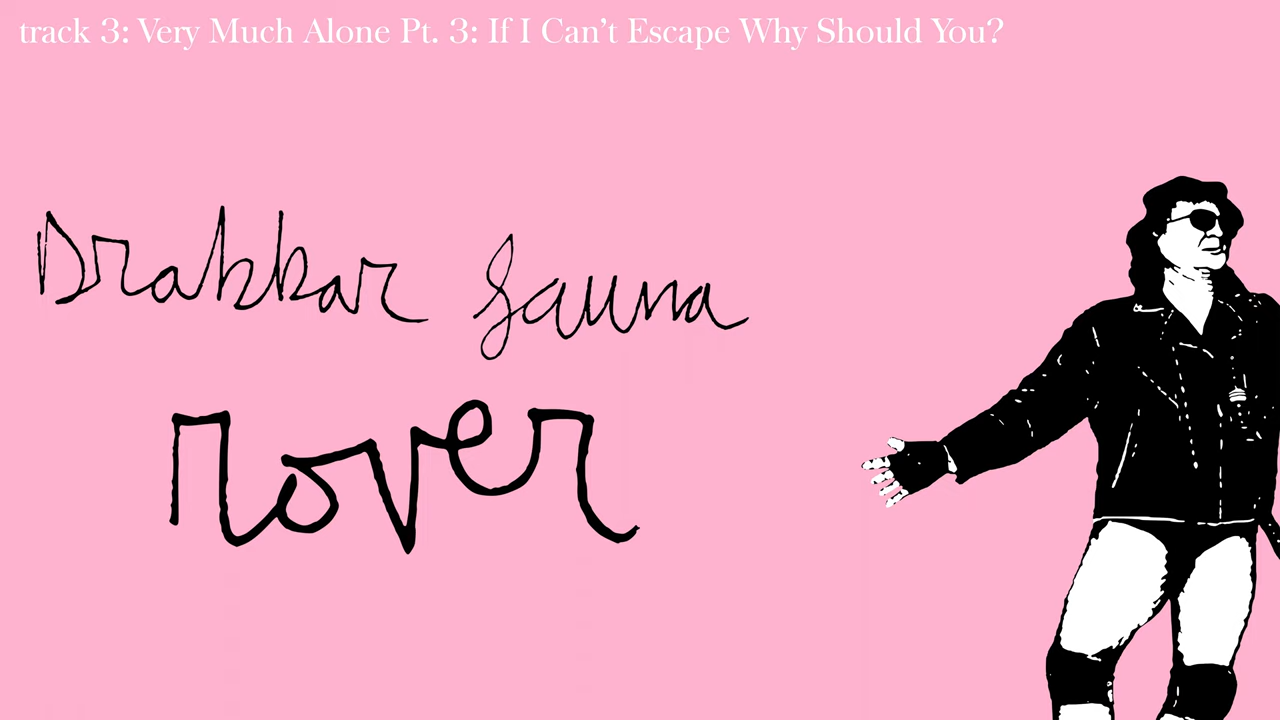 track 3: Very Much Alone Pt. 3: If I Can’t Escape Why Should You?
Drakkar Sauna
rover